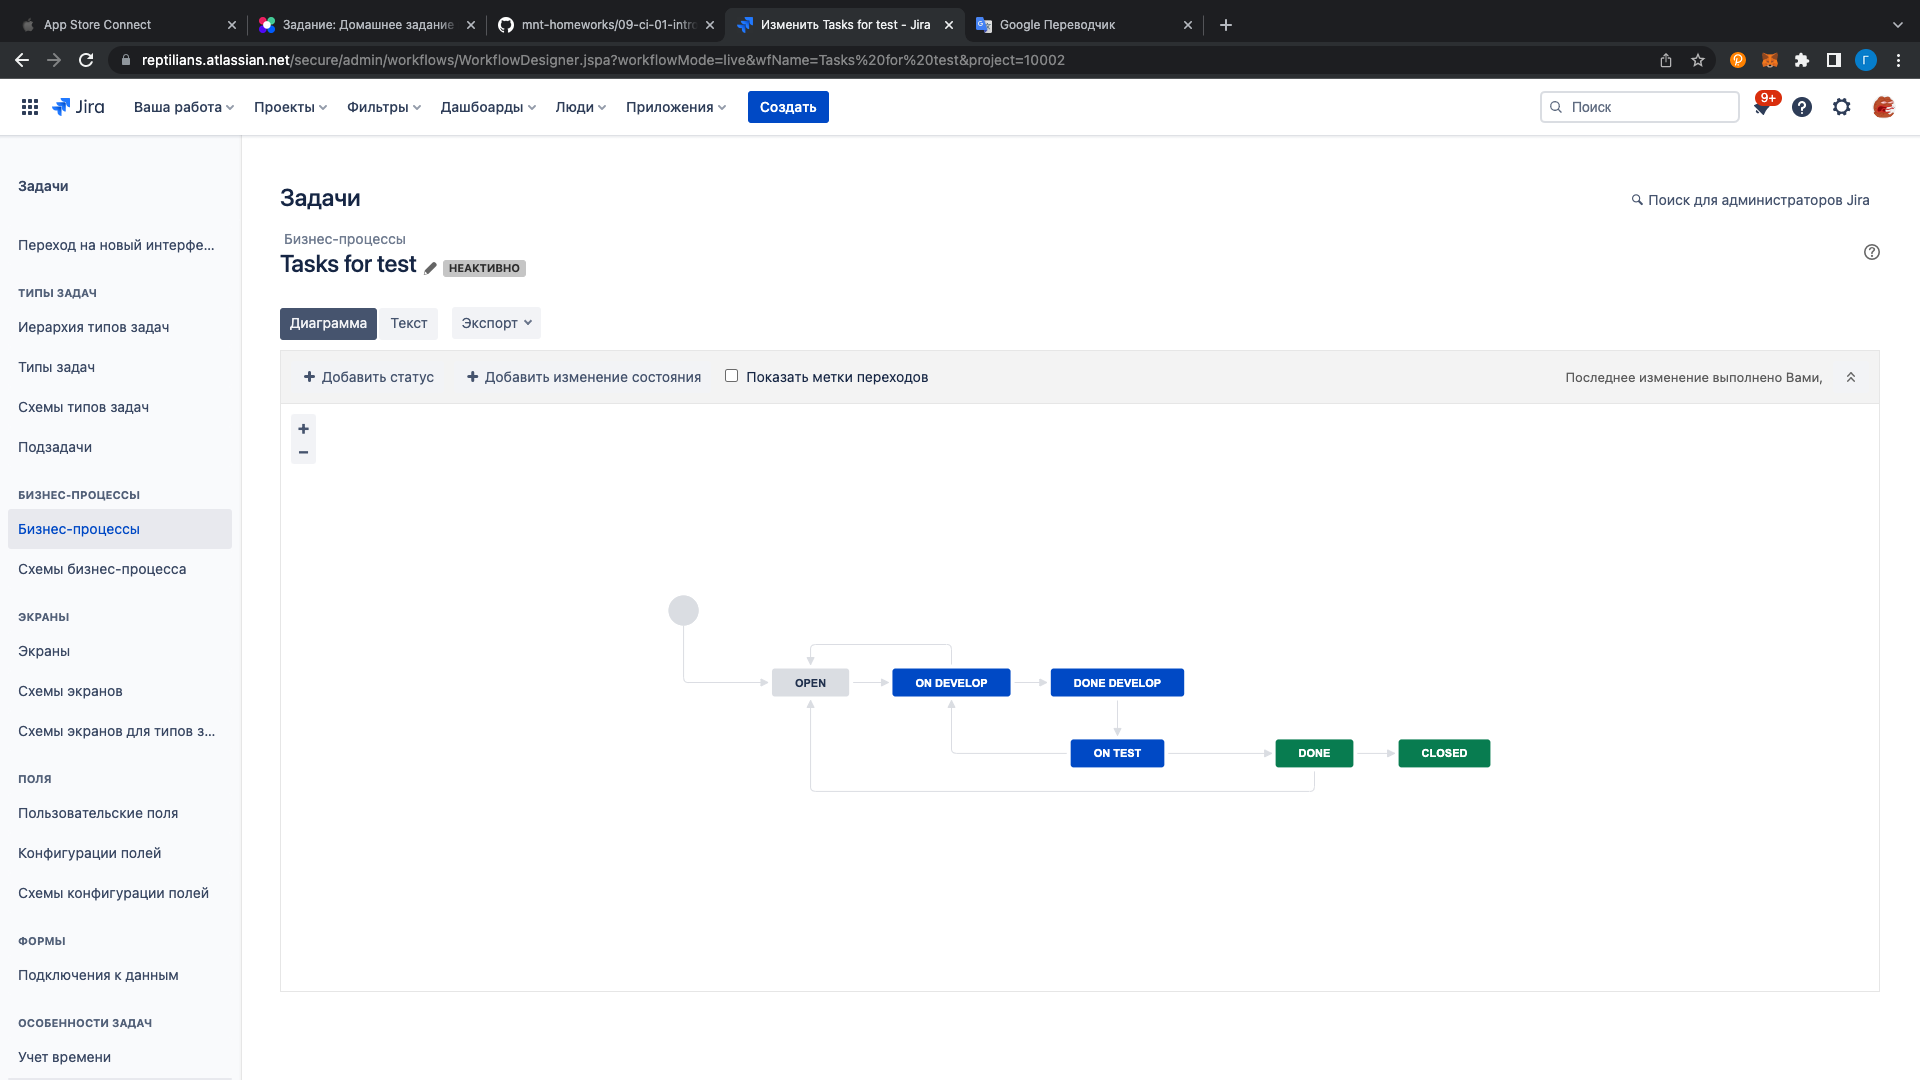 App Store Connect
Задание: Домашнее задание
mnt-homeworks/09-ci-01-intro
Изменить Tasks for test - Jira
Google Переводчик
reptilians.atlassian.net/secure/admin/workflows/WorkflowDesigner.jspa?workflowMode=live&wfName=Tasks%20for%20test&project=10002
Г
Jira
Ваша работа
Проекты
Фильтры
Дашбоарды
Люди
Приложения
Создать
Поиск
9+
Задачи
Переход на новый интерфе...
ТИПЫ ЗАДАЧ
Иерархия типов задач
Типы задач
Схемы типов задач
Подзадачи
БИЗНЕС-ПРОЦЕССЫ
Бизнес-процессы
Схемы бизнес-процесса
ЭКРАНЫ
Экраны
Схемы экранов
Схемы экранов для типов з...
ПОЛЯ
Пользовательские поля
Конфигурации полей
Схемы конфигурации полей
ФОРМЫ
Подключения к данным
ОСОБЕННОСТИ ЗАДАЧ
Учет времени
Задачи
Поиск для администраторов Jira
Бизнес-процессы
Tasks for test
НЕАКТИВНО
Диаграмма
Текст
Экспорт
+ Добавить статус
+ Добавить изменение состояния
Показать метки переходов
Последнее изменение выполнено Вами,
+
−
OPEN
ON DEVELOP
DONE DEVELOP
ON TEST
DONE
CLOSED